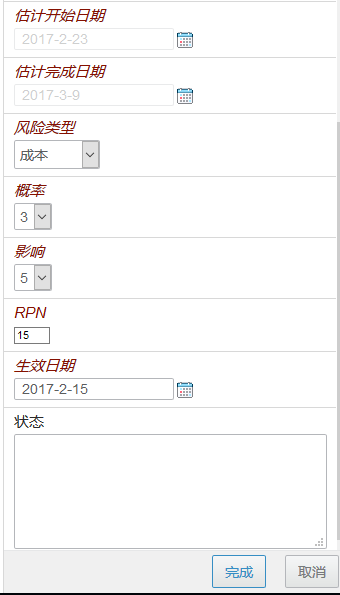 估计开始日期
2017-2-23
估计完成日期
2017-3-9
风险类型
成本
概率
3
影响
5
RPN
15
生效日期
2017-2-15
状态
完成
取消